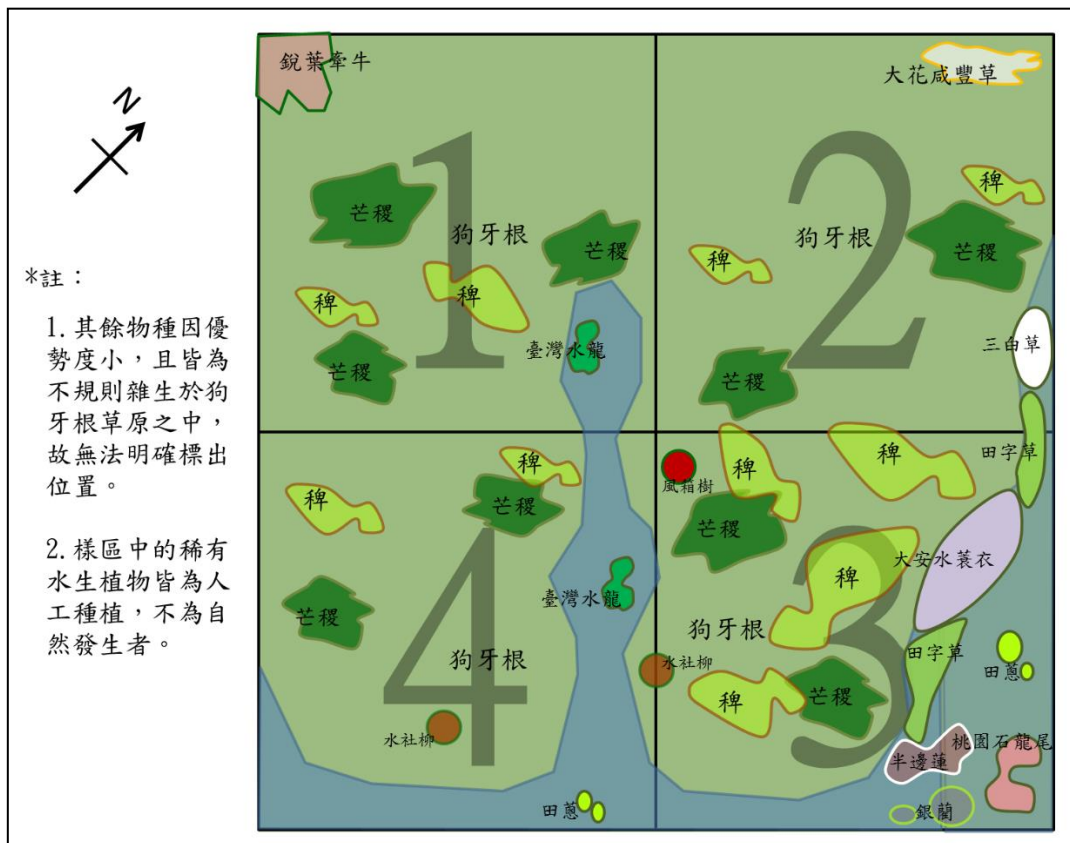 N
*註：
1. 其餘物種因優
勢度小，且皆為
不規則雜生於狗
牙根草原之中，
故無法明確標出
位置。
2. 樣區中的稀有
水生植物皆為人
工種植，不為自
然發生者。
1
銳葉牽牛
芒稷
狗牙根
芒稷
稗
稗
臺灣水龍
芒稷
2
大花咸豐草
稗
狗牙根
芒稷
稗
三白草
芒稷
田字草
4
稗
稗
芒稷
臺灣水龍
芒稷
狗牙根
水社柳
水社柳
田蔥
3
稗
稗
風箱樹
芒稷
大安水蓑衣
稗
狗牙根
田字草
田蔥
稗
芒稷
桃園石龍尾
半邊蓮
銀蘭